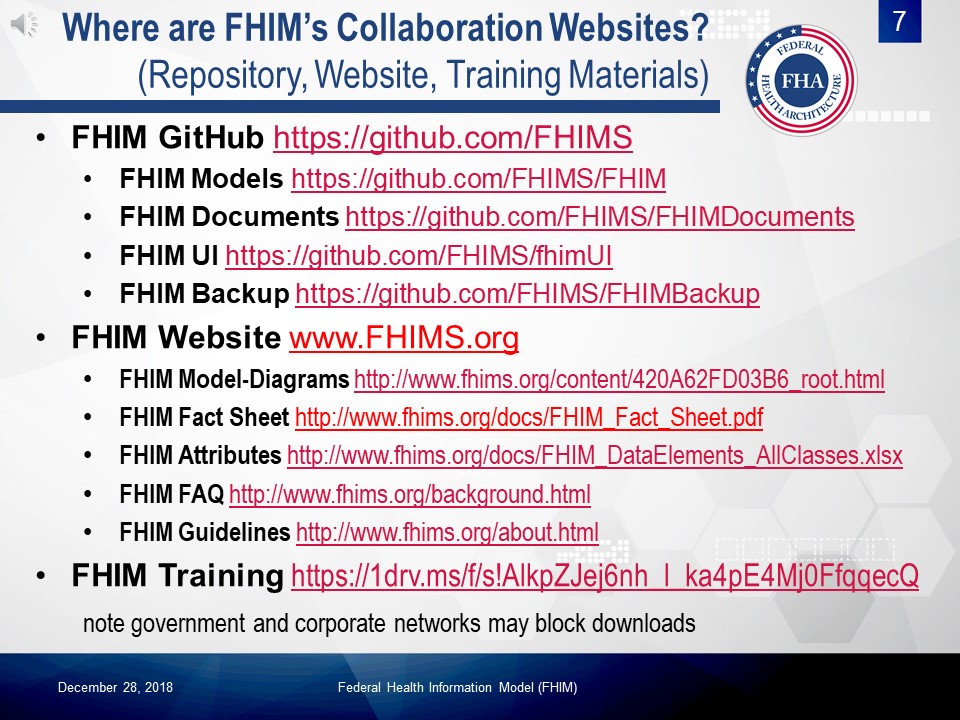 Where are FHIM’s Collaboration Websites?
7
(Repository, Website, Training Materials)
FEDERAL
FHA
HEALTH ARCHITECTURE
• FHIM GitHub https://github.com/FHIMS
• FHIM Models https://github.com/FHIMS/FHIM
• FHIM Documents https://github.com/FHIMS/FHIMDocuments
• FHIM UI https://github.com/FHIMS/fhimUI
• FHIM Backup https://github.com/FHIMS/FHIMBackup
• FHIM Website www.FHIMS.org
• FHIM Model-Diagrams http://www.fhims.org/content/420A62FD03B6_root.html
• FHIM Fact Sheet http://www.fhims.org/docs/FHIM_Fact_Sheet.pdf
• FHIM Attributes http://www.fhims.org/docs/FHIM_DataElements_AllClasses.xlsx
• FHIM FAQ http://www.fhims.org/background.html
• FHIM Guidelines http://www.fhims.org/about.html
• FHIM Training https://1drv.ms/f/s!AlkpZJej6nh_l_ka4pE4Mj0FfqqecQ
note government and corporate networks may block downloads
December 28, 2018
Federal Health Information Model (FHIM)